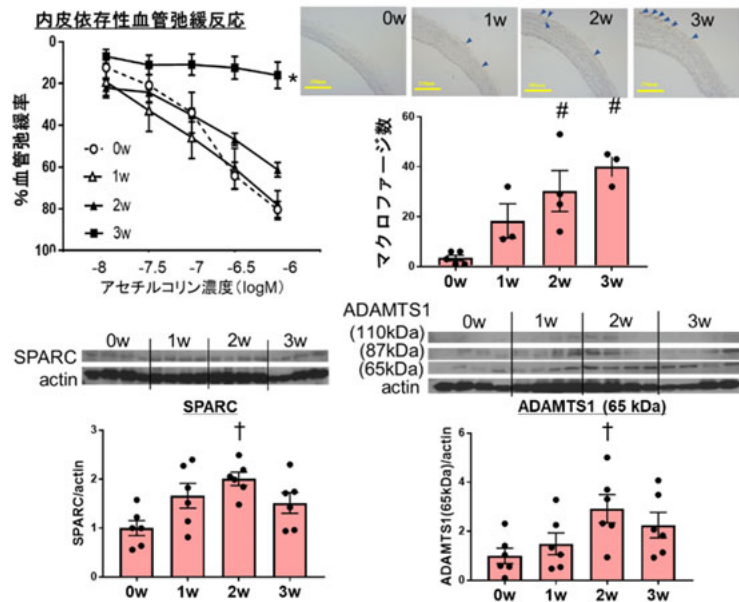 内皮依存性血管弛緩反応
%血管弛緩率
0
20
40
60
80
100
0w
1w
2w
3w
*
-8 -7.5 -7 -6.5 -6
アセチルコリン濃度(logM)
0w 1w 2w 3w
# #
マクロファージ数
60
40
20
0
0w 1w 2w 3w
0w 1w 2w 3w
SPARC
actin
SPARC
†
SPARC/actin
3
2
1
0
0w 1w 2w 3w
ADAMTS1
0w 1w 2w 3w
(110kDa)
(87kDa)
(65kDa)
actin
ADAMTS1 (65 kDa)
†
ADAMTS1(65kDa)/actin
6
4
2
0
0w 1w 2w 3w